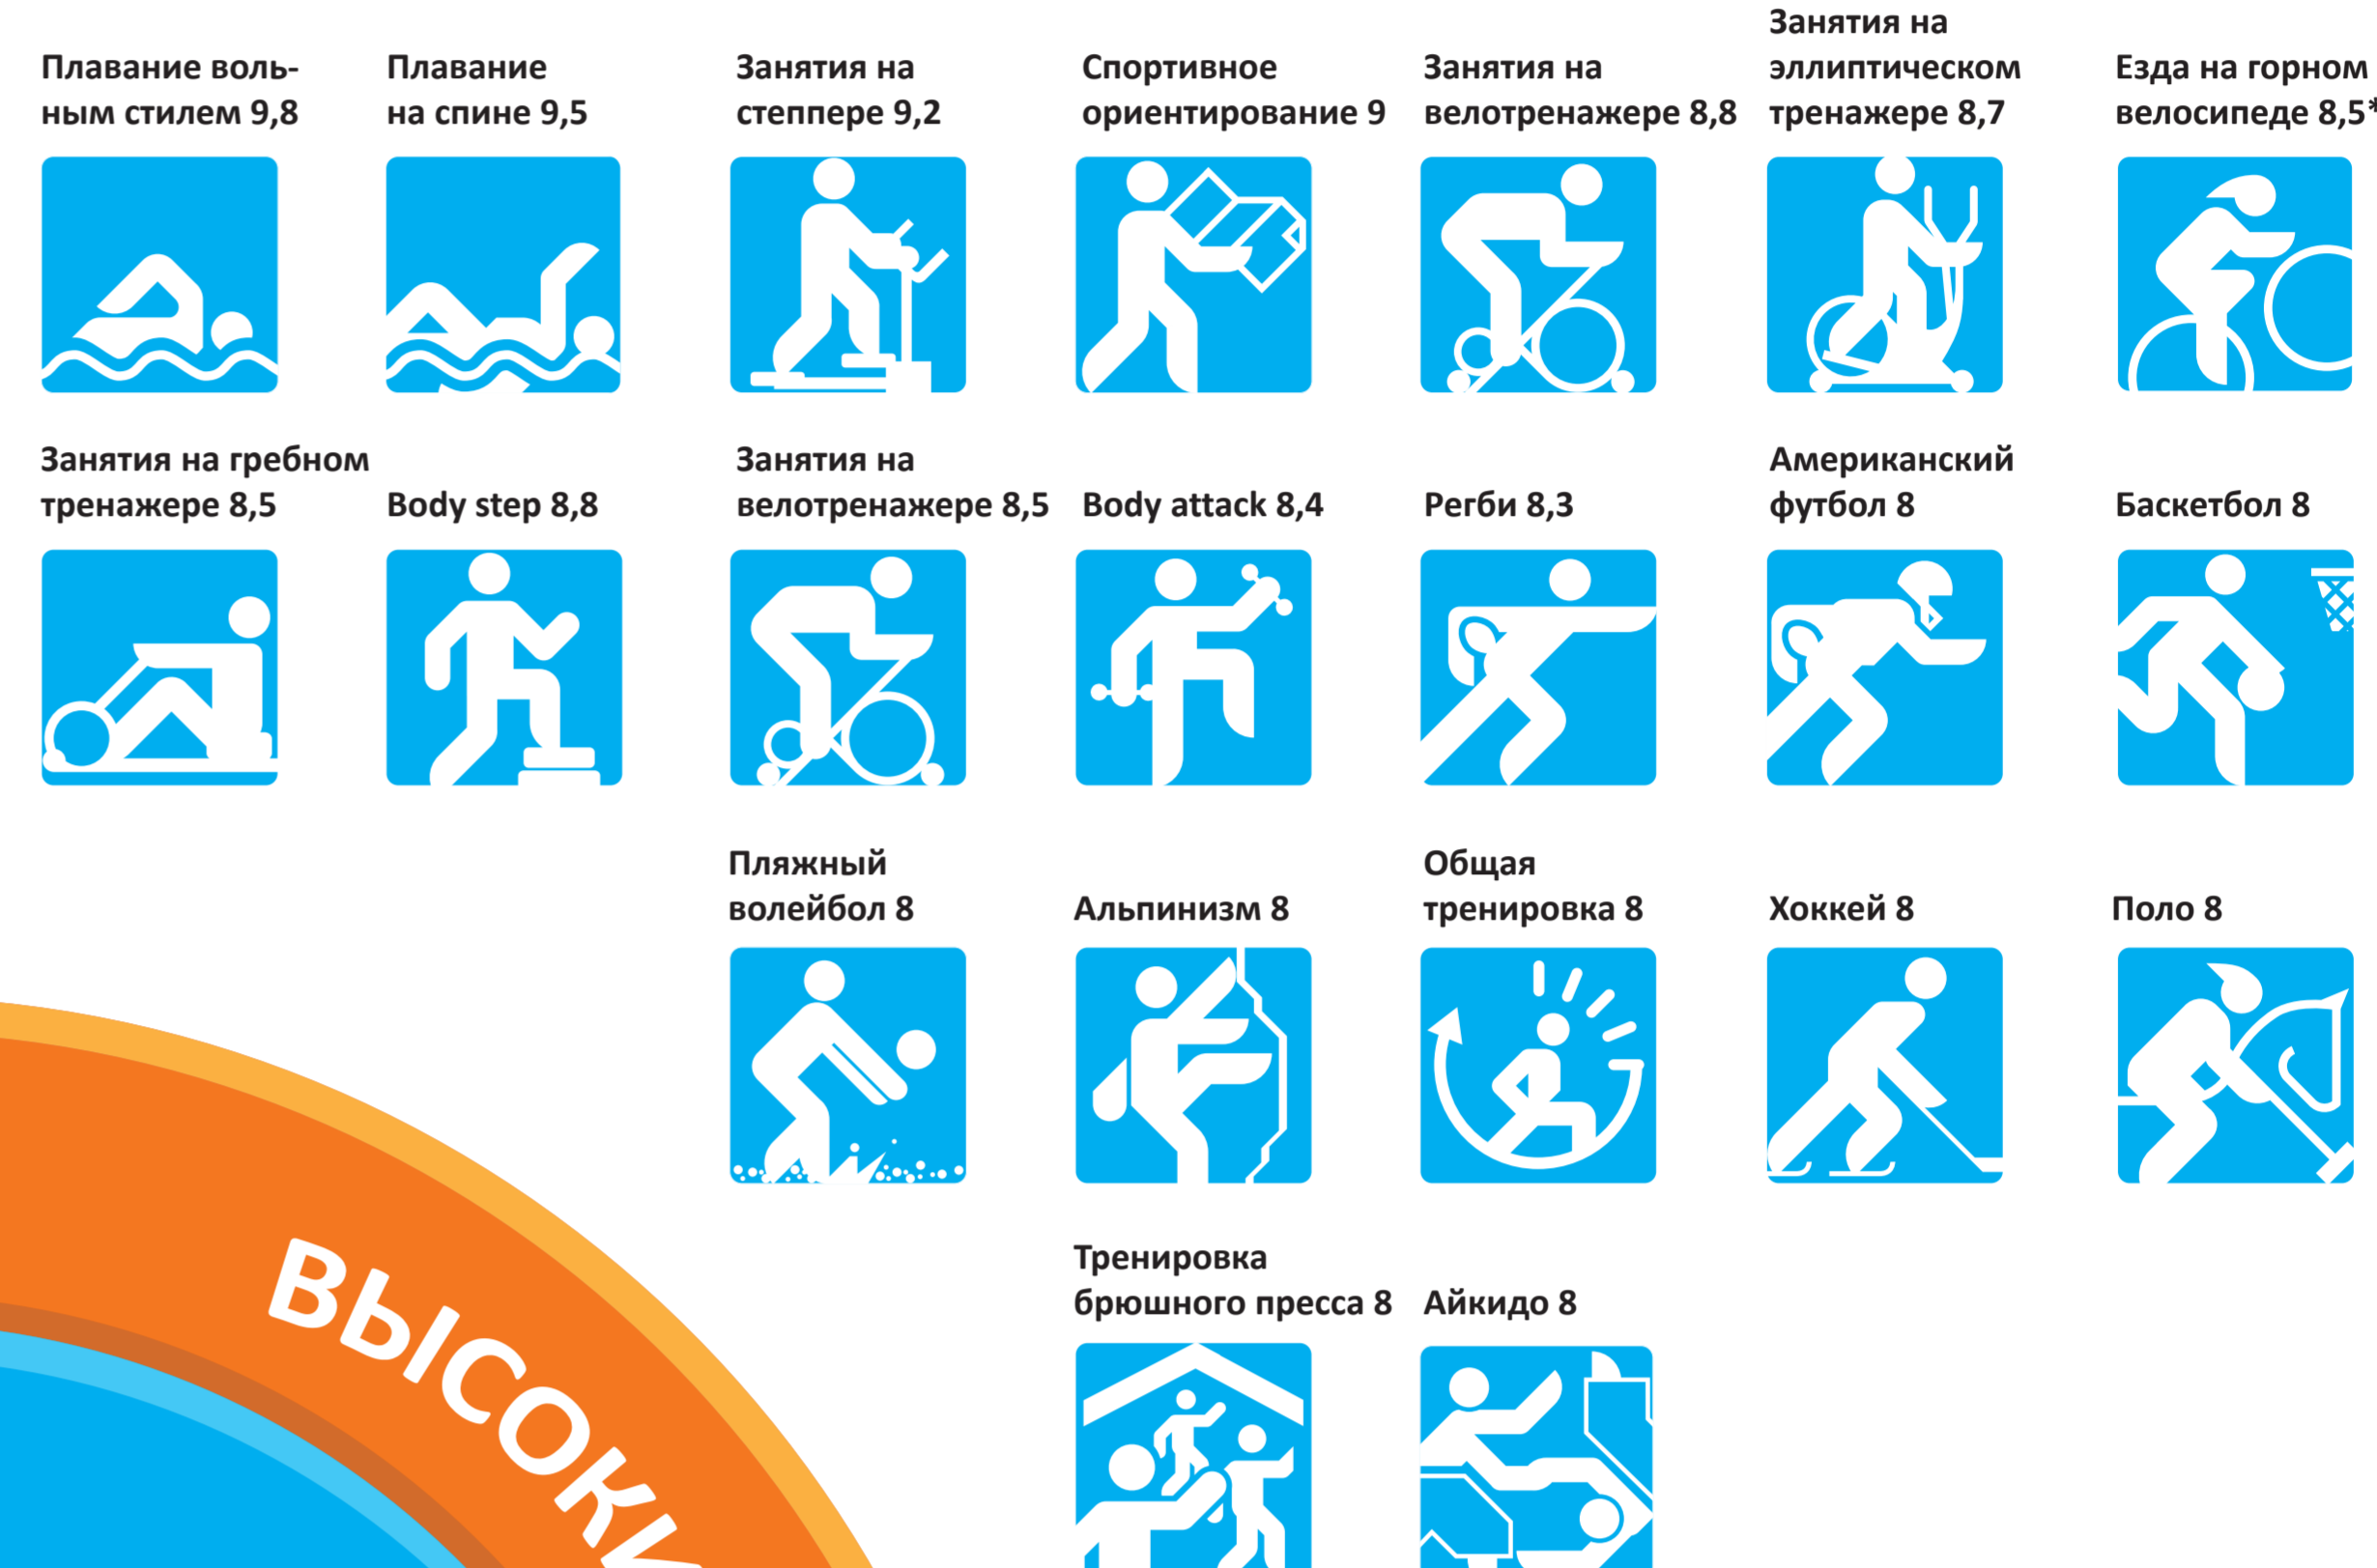 Плавание воль-
ным стилем 9,8
Плавание
на спине 9,5
Занятия на
степпере 9,2
Спортивное
ориентирование 9
Занятия на
велотренажере 8,8
Занятия на
эллиптическом
тренажере 8,7
Езда на горном
велосипеде 8,5*
Занятия на гребном
тренажере 8,5
Body step 8,8
Занятия на
велотренажере 8,5
Body attack 8,4
Регби 8,3
Американский
футбол 8
Баскетбол 8
Пляжный
волейбол 8
Альпинизм 8
Общая
тренировка 8
Хоккей 8
Поло 8
Тренировка
брюшного пресса 8
Айкидо 8